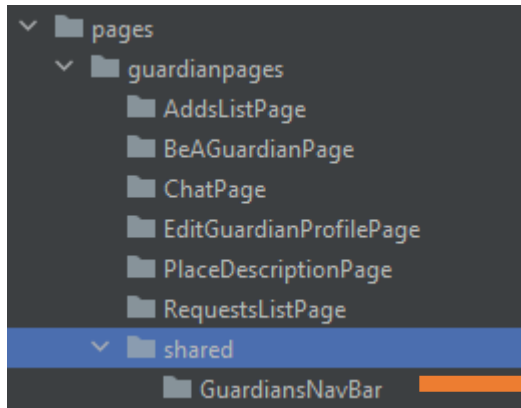 pages
guardianpages
AddsListPage
BeAGuardianPage
ChatPage
EditGuardianProfilePage
PlaceDescriptionPage
RequestsListPage
shared
GuardiansNavBar